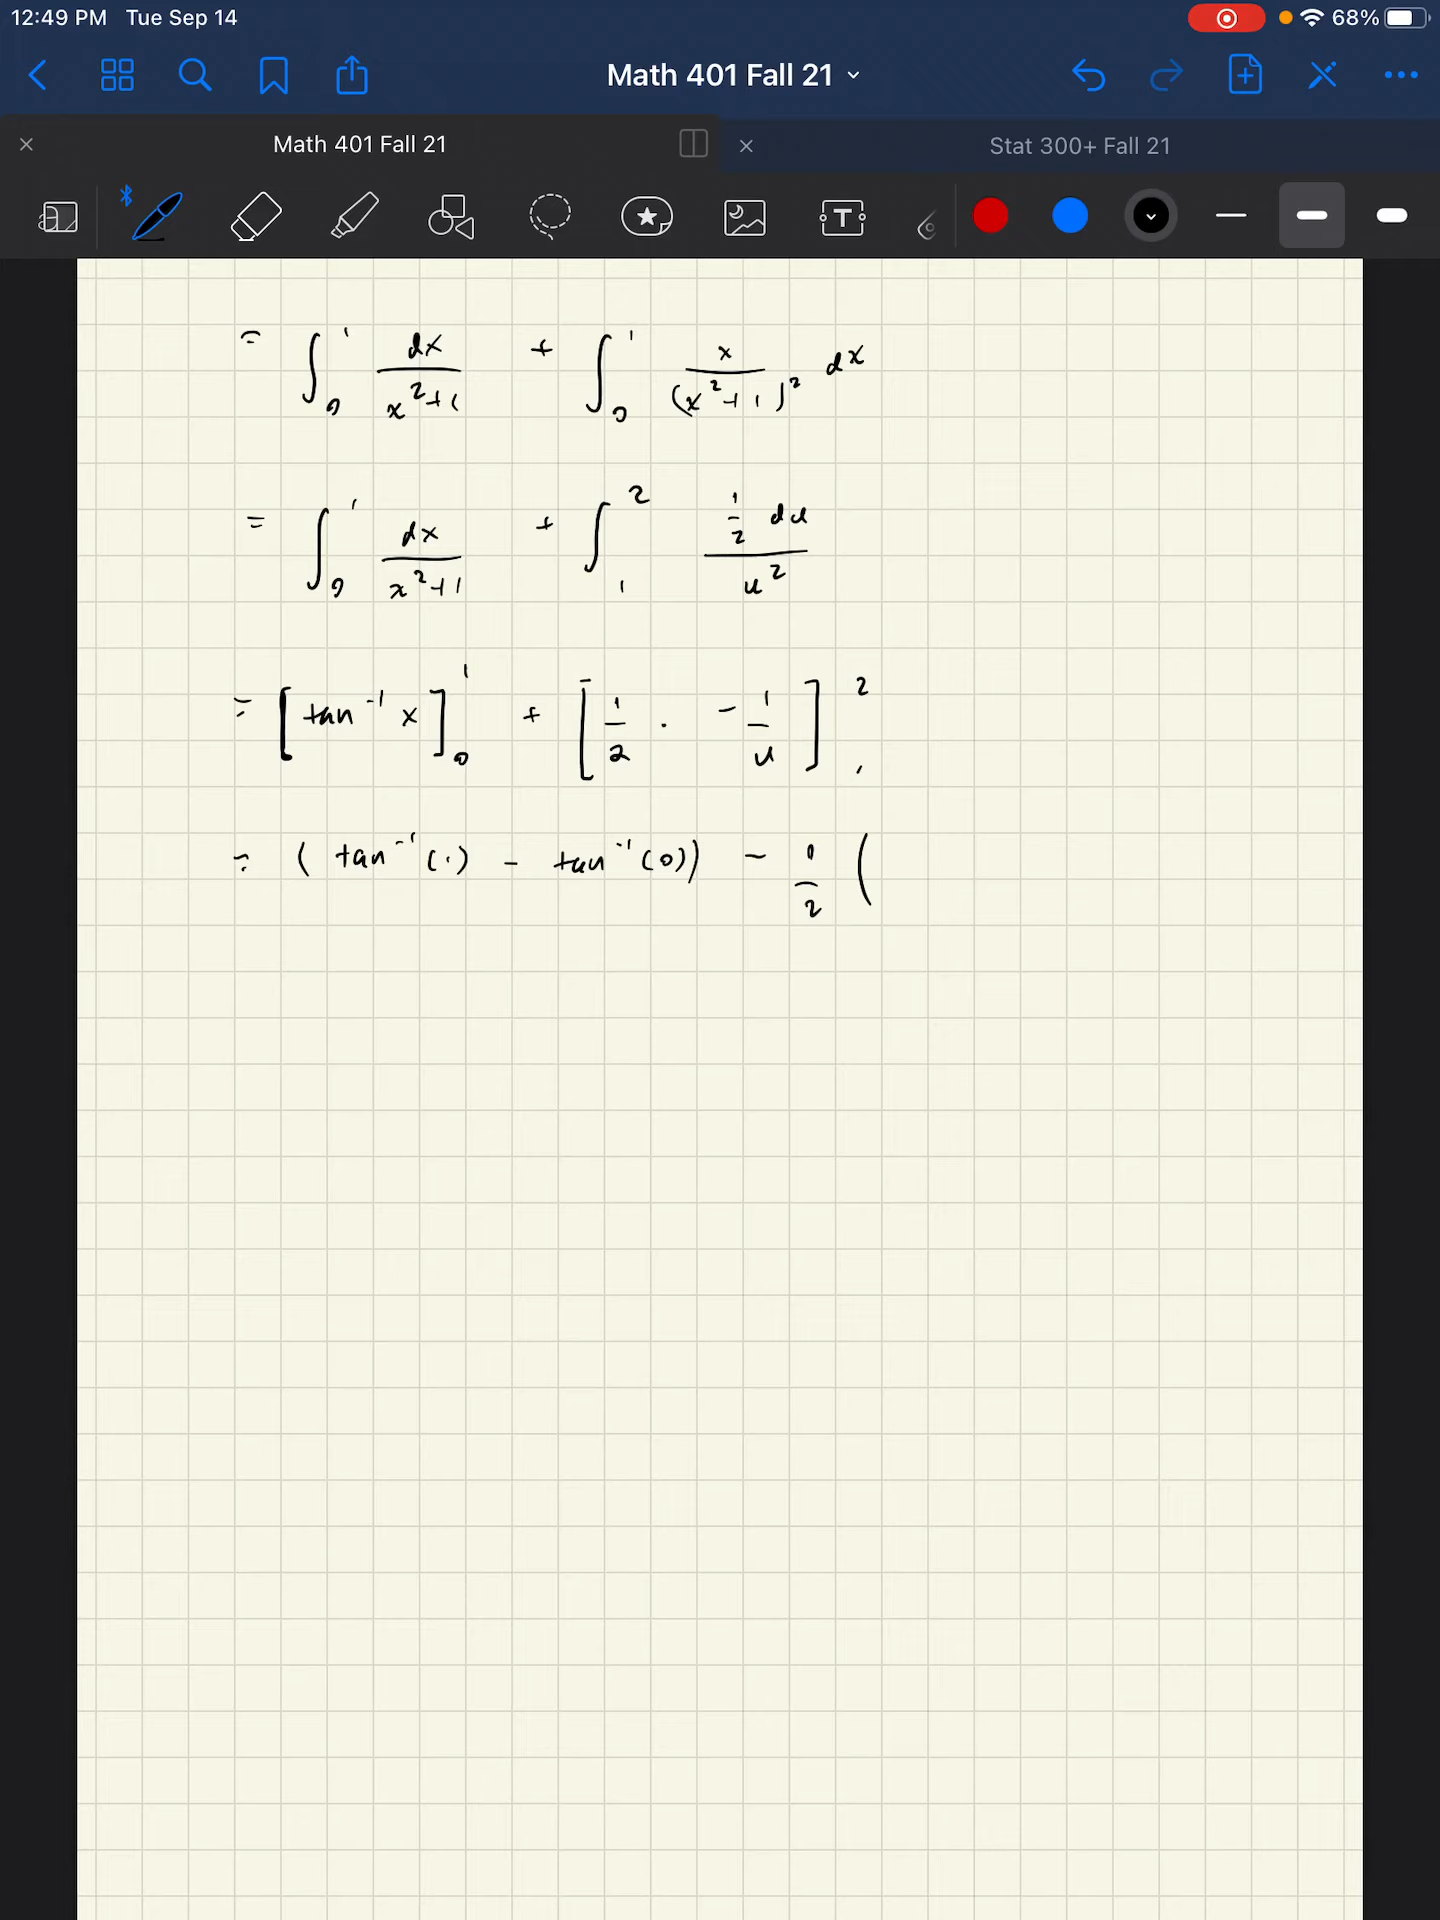 12:49 PM Tue Sep 14 68%
Math 401 Fall 21
Math 401 Fall 21 Stat 300+ Fall 21
= ∫₀¹ dx/(x²+1) + ∫₀¹ x/(x²+1)² dx
= ∫₀¹ dx/(x²+1) + ∫₁² (1/2 du)/u²
= [tan⁻¹ x]₀¹ + [1/2 · -1/u]₁²
= (tan⁻¹(1) - tan⁻¹(0)) - 1/2 (